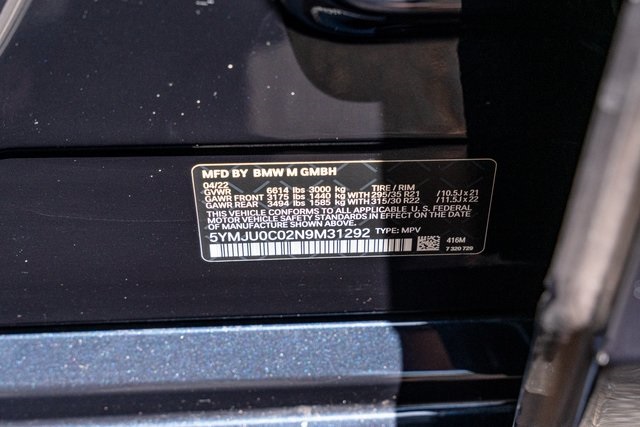 MFD BY BMW M GMBH
04/22
GVWR 6614 lbs 3000 kg TIRE / RIM
GAWR FRONT 3175 lbs 1440 kg WITH 295/35 R21 /10.5J x 21
GAWR REAR 3494 lbs 1585 kg WITH 315/30 R22 /11.5J x 22
THIS VEHICLE CONFORMS TO ALL APPLICABLE U. S. FEDERAL
MOTOR VEHICLE SAFETY STANDARDS IN EFFECT ON THE DATE
OF MANUFACTURE SHOWN ABOVE.
5YMJU0C02N9M31292 TYPE: MPV
416M
7 320 729